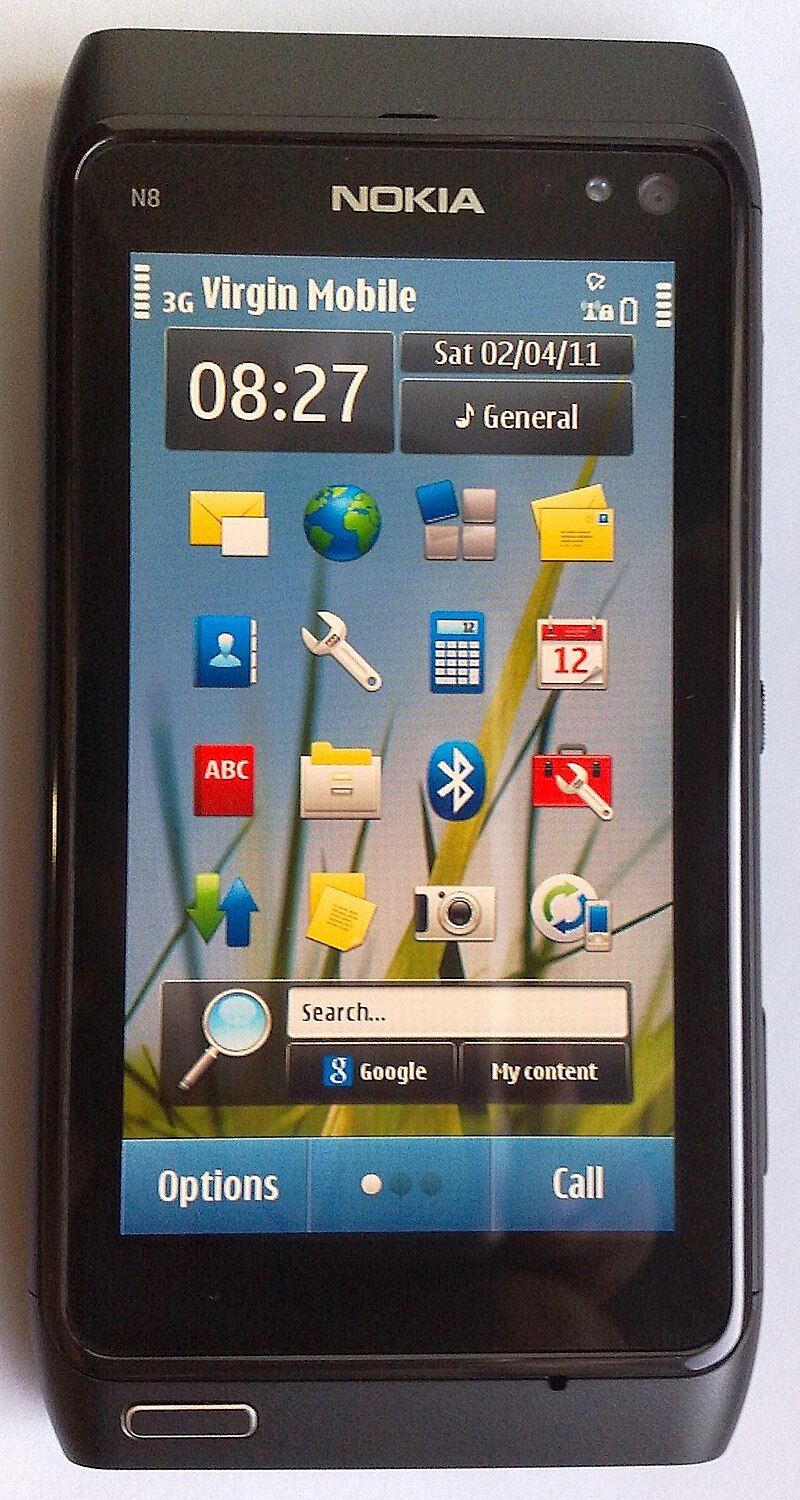 N8 NOKIA
3G Virgin Mobile
08:27
Sat 02/04/11
General
12
12
ABC
Search...
g Google
My content
Options
Call